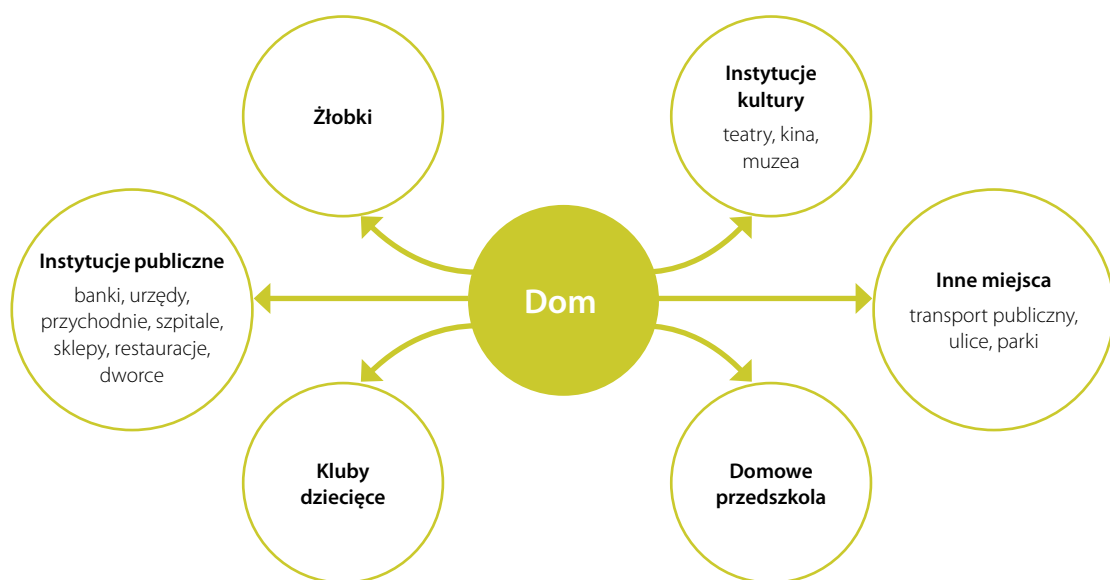 Żłobki
Instytucje
kultury
teatry, kina,
muzea
Instytucje publiczne
banki, urzędy,
przychodnie, szpitale,
sklepy, restauracje,
dworce
Dom
Inne miejsca
transport publiczny,
ulice, parki
Kluby
dziecięce
Domowe
przedszkola